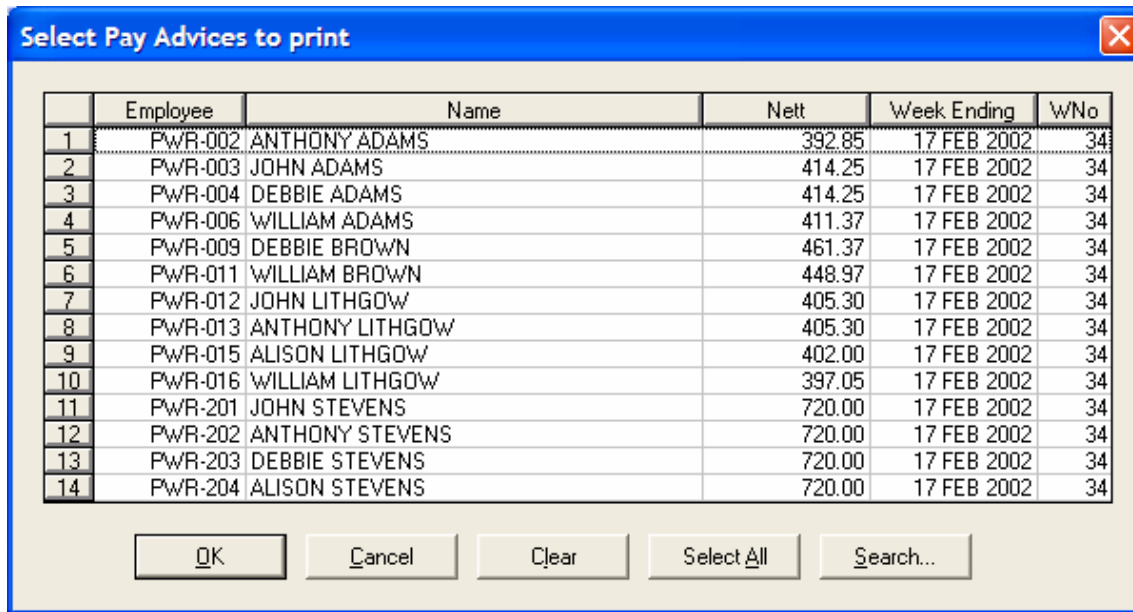 Select Pay Advices to print
Employee Name Nett Week Ending WNo
1 PWR-002 ANTHONY ADAMS 392.85 17 FEB 2002 34
2 PWR-003 JOHN ADAMS 414.25 17 FEB 2002 34
3 PWR-004 DEBBIE ADAMS 414.25 17 FEB 2002 34
4 PWR-006 WILLIAM ADAMS 411.37 17 FEB 2002 34
5 PWR-009 DEBBIE BROWN 461.37 17 FEB 2002 34
6 PWR-011 WILLIAM BROWN 448.97 17 FEB 2002 34
7 PWR-012 JOHN LITHGOW 405.30 17 FEB 2002 34
8 PWR-013 ANTHONY LITHGOW 405.30 17 FEB 2002 34
9 PWR-015 ALISON LITHGOW 402.00 17 FEB 2002 34
10 PWR-016 WILLIAM LITHGOW 397.05 17 FEB 2002 34
11 PWR-201 JOHN STEVENS 720.00 17 FEB 2002 34
12 PWR-202 ANTHONY STEVENS 720.00 17 FEB 2002 34
13 PWR-203 DEBBIE STEVENS 720.00 17 FEB 2002 34
14 PWR-204 ALISON STEVENS 720.00 17 FEB 2002 34
OK Cancel Clear Select All Search...